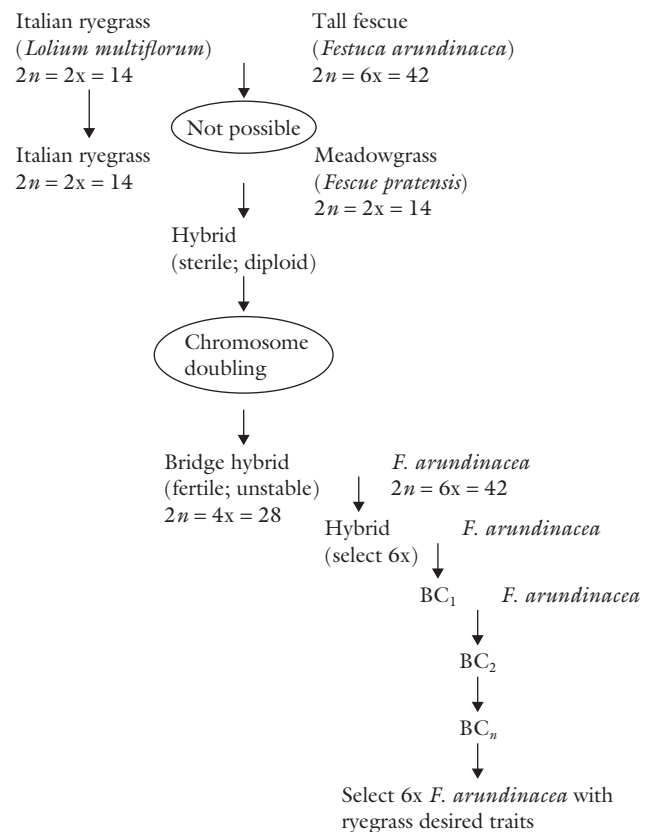 Italian ryegrass
(Lolium multiflorum)
2n = 2x = 14
Tall fescue
(Festuca arundinacea)
2n = 6x = 42
Not possible
Italian ryegrass
2n = 2x = 14
Meadowgrass
(Fescue pratensis)
2n = 2x = 14
Hybrid
(sterile; diploid)
Chromosome
doubling
Bridge hybrid
(fertile; unstable)
2n = 4x = 28
F. arundinacea
2n = 6x = 42
Hybrid
(select 6x)
F. arundinacea
BC₁
F. arundinacea
BC₂
BCₙ
Select 6x F. arundinacea with
ryegrass desired traits